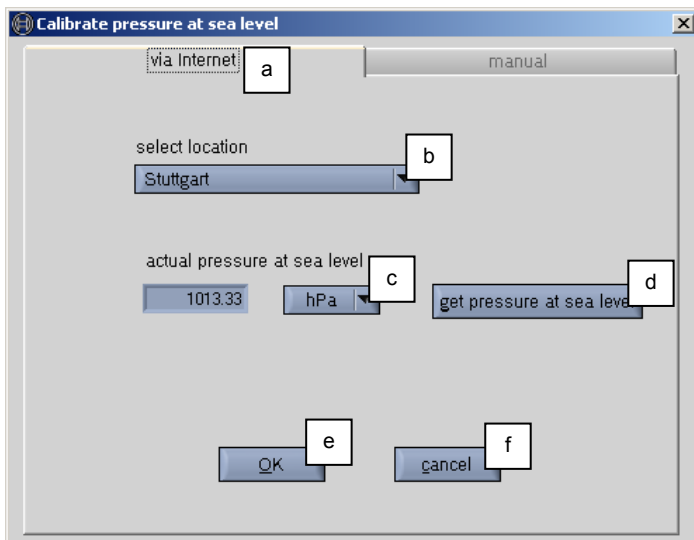 Calibrate pressure at sea level
via Internet
a
manual
select location
b
Stuttgart
actual pressure at sea level
c
d
1013.33
hPa
get pressure at sea level
e
f
OK
cancel